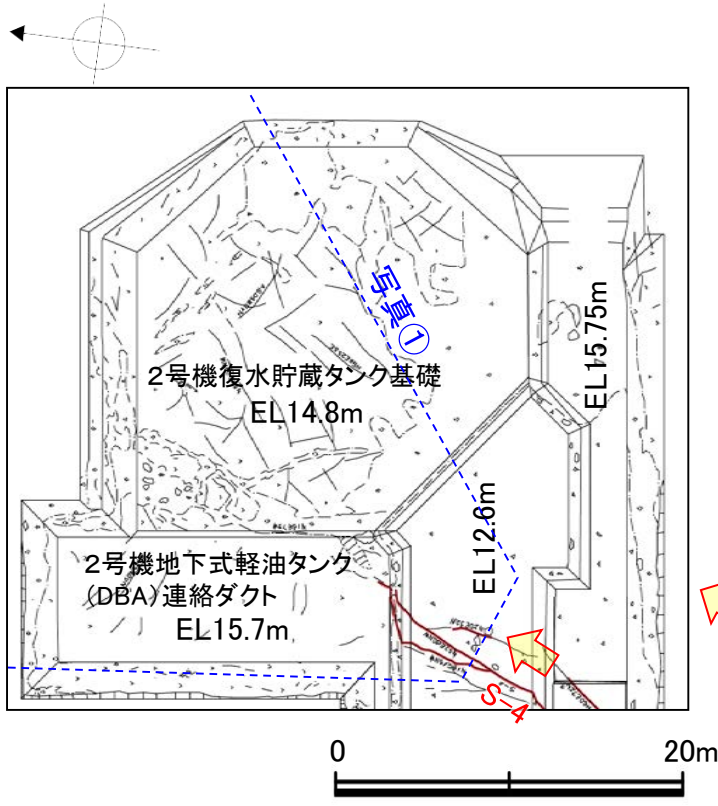 写真①
2号機復水貯蔵タンク基礎
EL14.8m
EL15.75m
EL12.6m
2号機地下式軽油タンク
(DBA)連絡ダクト
EL15.7m
S-4
0 20m